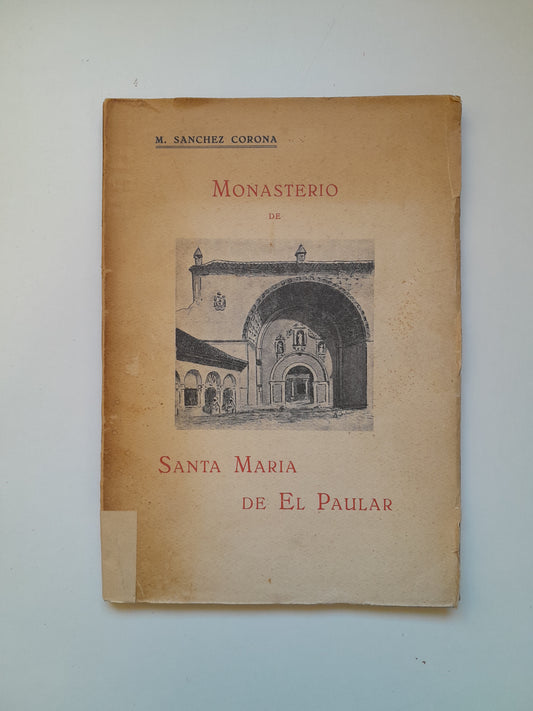 M. SANCHEZ CORONA
MONASTERIO
DE
SANTA MARIA
DE EL PAULAR